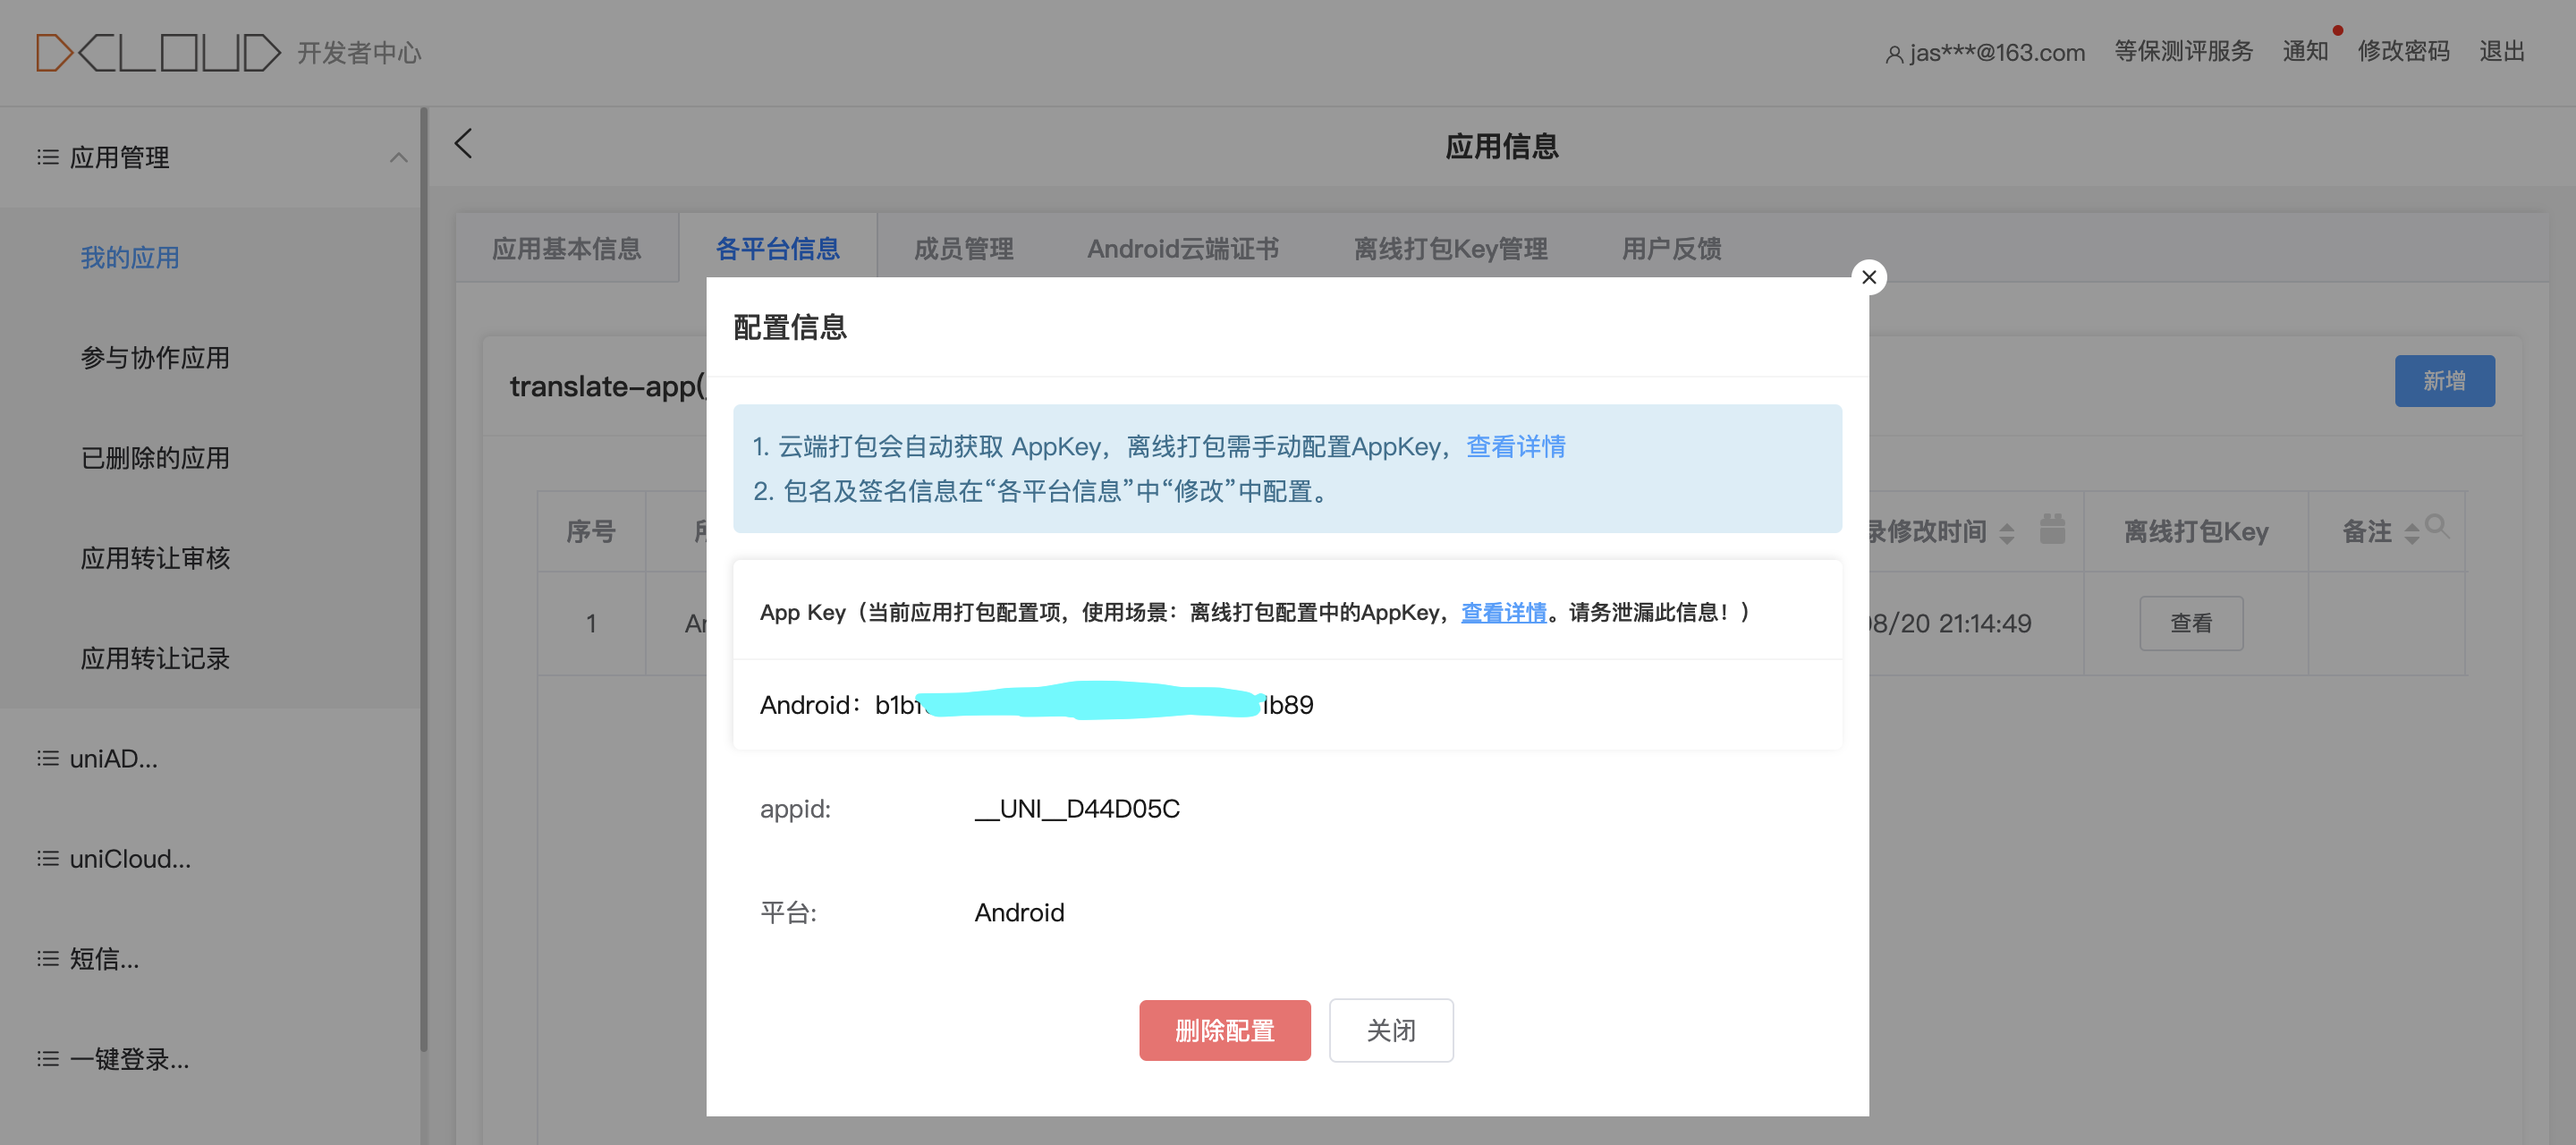 DCLOUD 开发者中心
jas***@163.com 等保测评服务 通知 修改密码 退出
应用管理
我的应用
参与协作应用
已删除的应用
应用转让审核
应用转让记录
uniAD...
uniCloud...
短信...
一键登录...
应用信息
应用基本信息 各平台信息 成员管理 Android云端证书 离线打包Key管理 用户反馈
translate-app(
新增
序号
录修改时间 离线打包Key 备注
1
08/20 21:14:49 查看
配置信息
1. 云端打包会自动获取 AppKey，离线打包需手动配置AppKey，查看详情
2. 包名及签名信息在“各平台信息”中“修改”中配置。
App Key（当前应用打包配置项，使用场景：离线打包配置中的AppKey，查看详情。请务泄漏此信息！）
Android：b1bf b89
appid: __UNI__D44D05C
平台: Android
删除配置 关闭